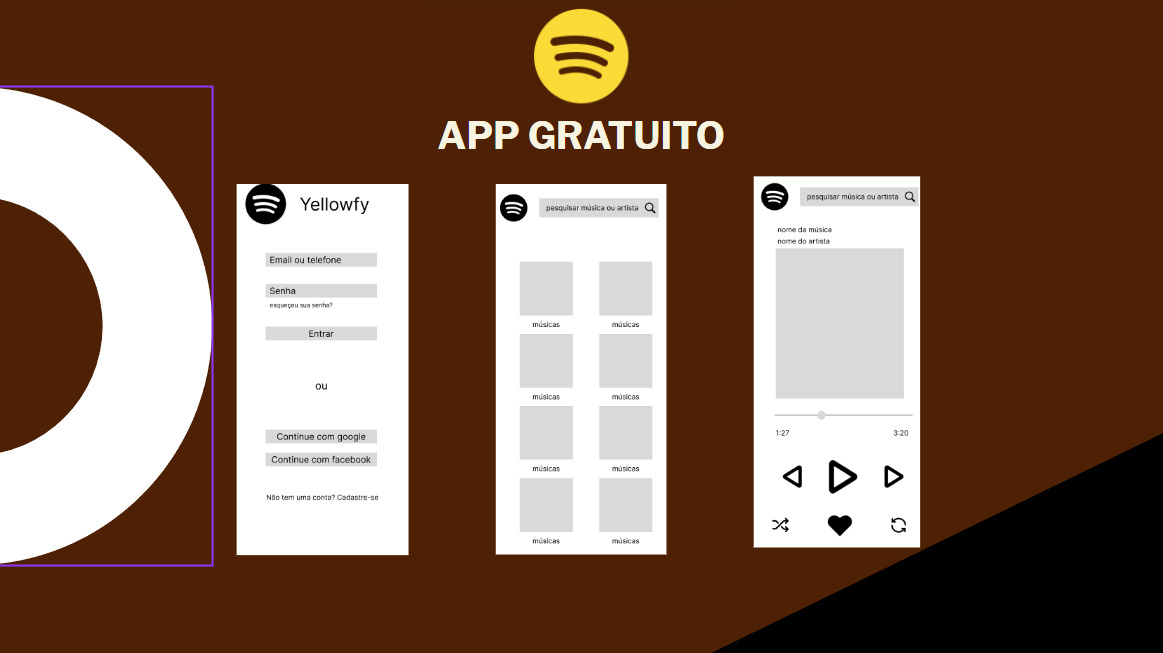 APP GRATUITO
Yellowfy
Email ou telefone
Senha
esqueçeu sua senha?
Entrar
ou
Continue com google
Continue com facebook
Não tem uma conta? Cadastre-se
pesquisar música ou artista
músicas músicas
músicas músicas
músicas músicas
músicas músicas
pesquisar música ou artista
nome da música
nome do artista
1:27 3:20